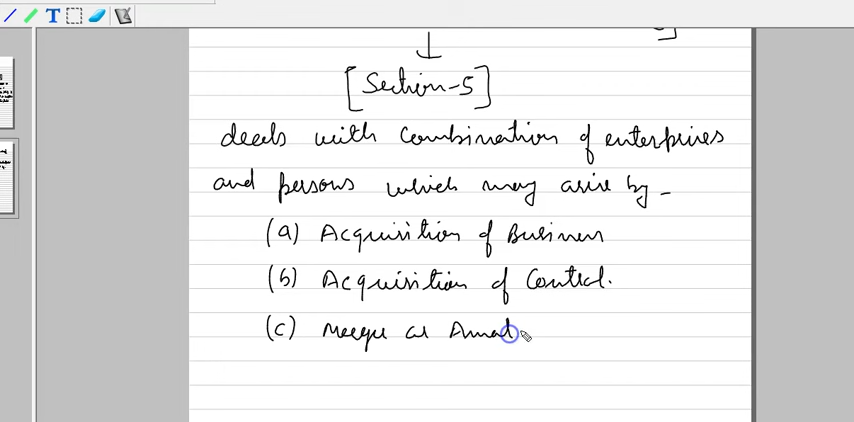 [Section-5]
deals with Combination of enterprises
and persons which may arise by -
(a) Acquisition of Business
(b) Acquisition of Control.
(c) Merger or Amal